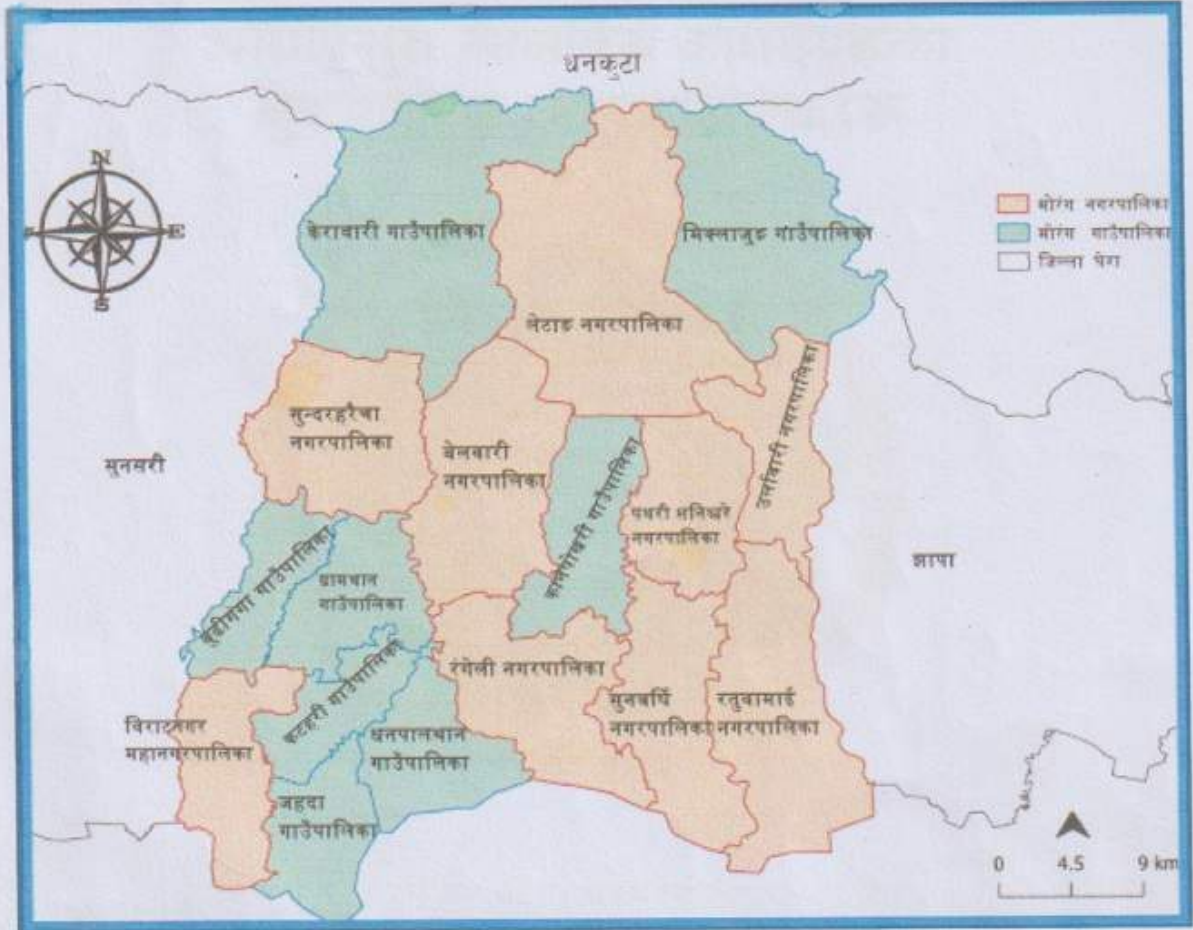 धनकुटा
N
E
S
मोरंग नगरपालिका
मोरंग गाउँपालिका
जिल्ला घेरा
केरावारी गाउँपालिका
मिक्लाजुङ गाउँपालिका
लेटाङ नगरपालिका
सुन्दरहरैचा
नगरपालिका
बेलवारी
नगरपालिका
उर्लावारी नगरपालिका
सुनसरी
कानेपोखरी गाउँपालिका
पथरी शनिश्चरे
नगरपालिका
झापा
बुढीगंगा गाउँपालिका
ग्रामथान
गाउँपालिका
कटहरी गाउँपालिका
रंगेली नगरपालिका
सुनवर्षि
नगरपालिका
रतुवामाई
नगरपालिका
विराटनगर
महानगरपालिका
धनपालथान
गाउँपालिका
जहदा
गाउँपालिका
0 4.5 9 km